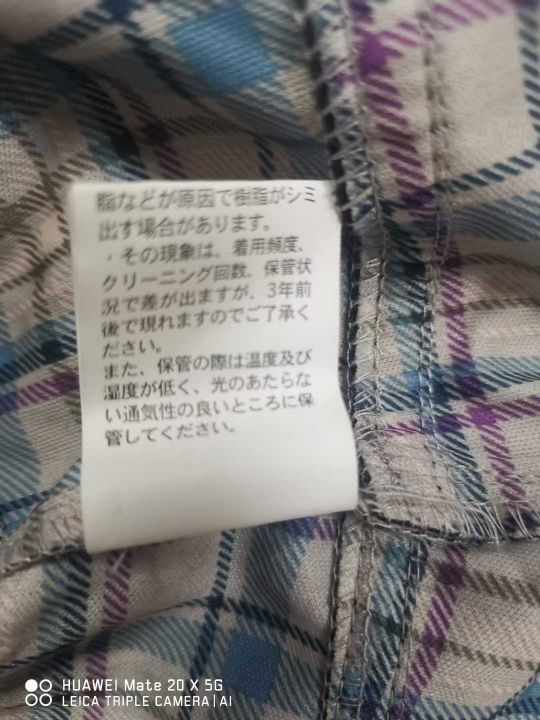 脂などが原因で樹脂がシミ
出す場合があります。
・その現象は、着用頻度、
クリーニング回数、保管状
況で差が出ますが、3年前
後で現れますのでご了承く
ださい。
また、保管の際は温度及び
湿度が低く、光のあたらな
い通気性の良いところに保
管してください。
HUAWEI Mate 20 X 5G
LEICA TRIPLE CAMERA | AI